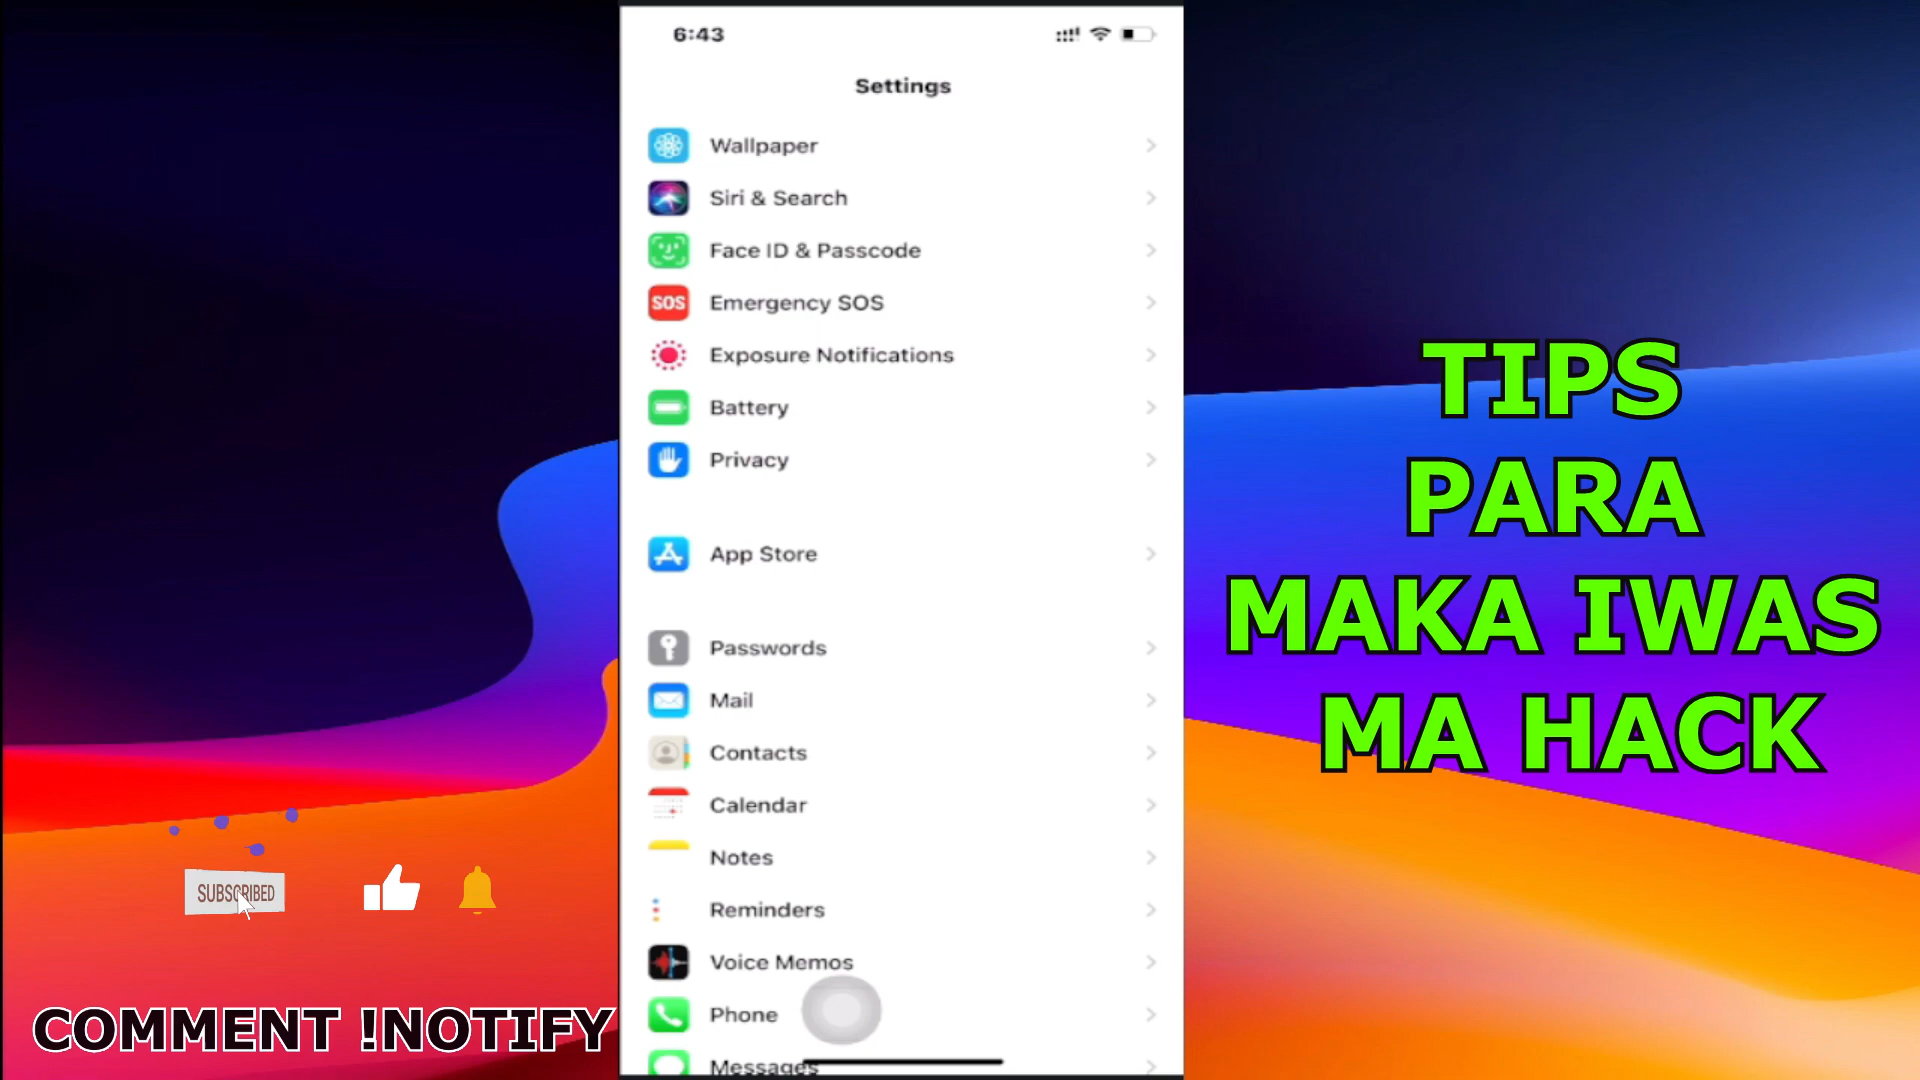 6:43
Settings
Wallpaper
Siri & Search
Face ID & Passcode
SOS
Emergency SOS
Exposure Notifications
Battery
Privacy
App Store
Passwords
Mail
Contacts
Calendar
Notes
Reminders
Voice Memos
Phone
Messages
SUBSCRIBED
COMMENT !NOTIFY
TIPS
PARA
MAKA IWAS
MA HACK